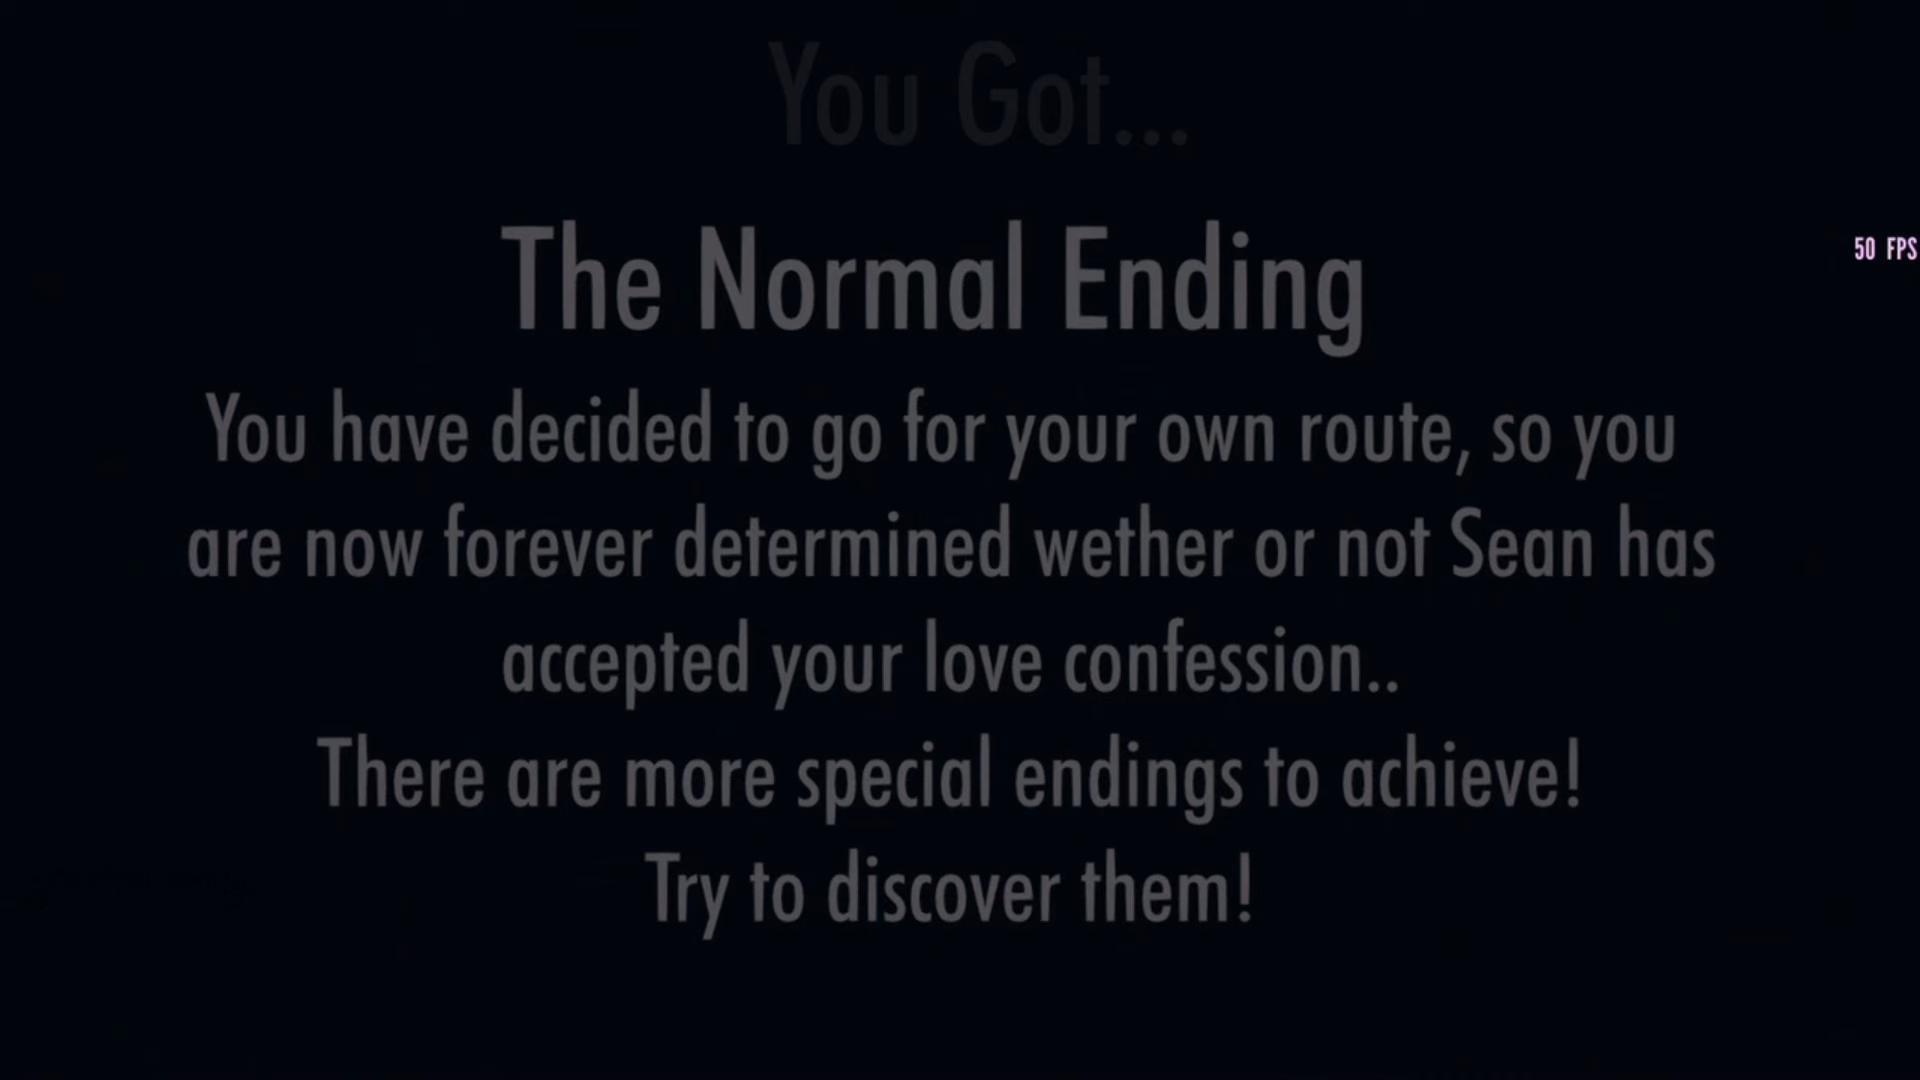 You Got...
The Normal Ending
50 FPS
You have decided to go for your own route, so you
are now forever determined wether or not Sean has
accepted your love confession..
There are more special endings to achieve!
Try to discover them!